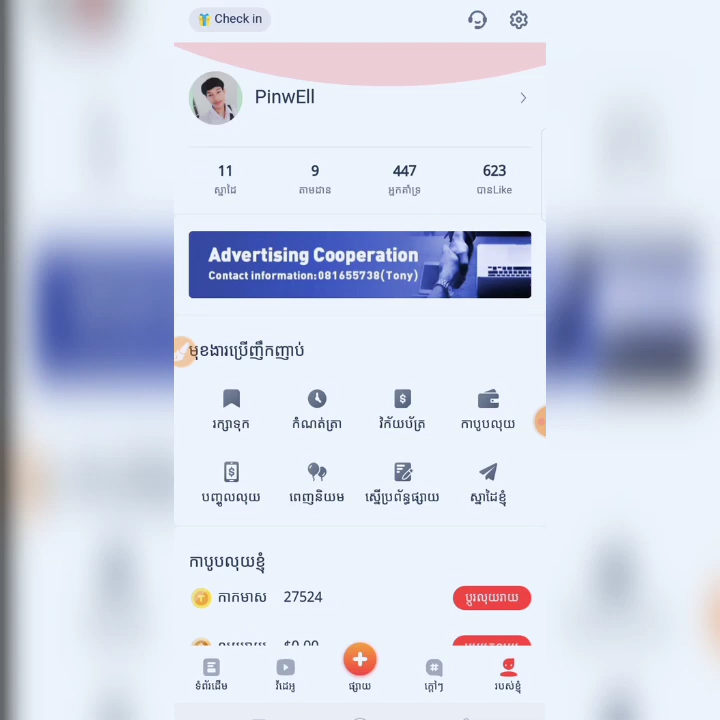 Check in
PinwEll
11 9 447 623
ស្នាដៃ តាមដាន អ្នកគាំទ្រ បានLike
Advertising Cooperation
Contact information:081655738(Tony)
មុខងារប្រើញឹកញាប់
រក្សាទុក កំណត់ត្រា វិក័យប័ត្រ កាបូបលុយ
បញ្ចូលលុយ ពេញនិយម ស្នើប្រព័ន្ធផ្សាយ ស្នាដៃខ្ញុំ
កាបូបលុយខ្ញុំ
កាកមាស 27524 ប្តូរលុយរាយ
$0.00
ទំព័រដើម វីដេអូ ផ្សាយ ក្តៅៗ របស់ខ្ញុំ